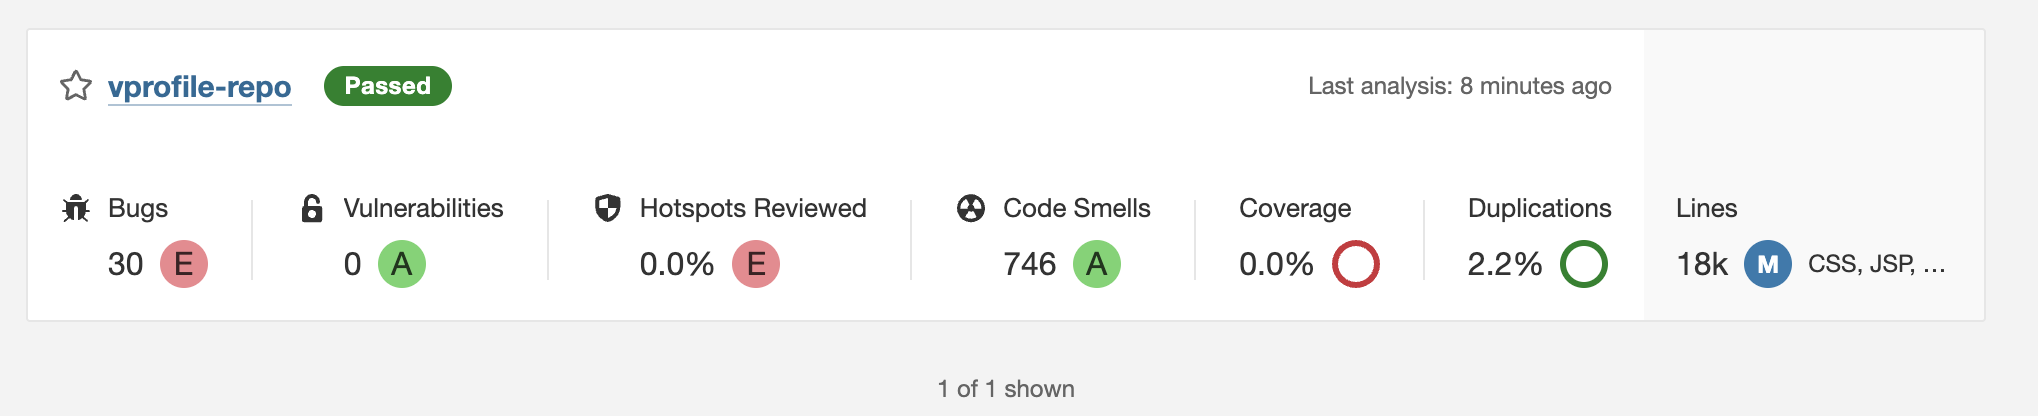 vprofile-repo Passed Last analysis: 8 minutes ago
Bugs Vulnerabilities Hotspots Reviewed Code Smells Coverage Duplications Lines
30 E 0 A 0.0% E 746 A 0.0% 2.2% 18k M CSS, JSP, ...
1 of 1 shown